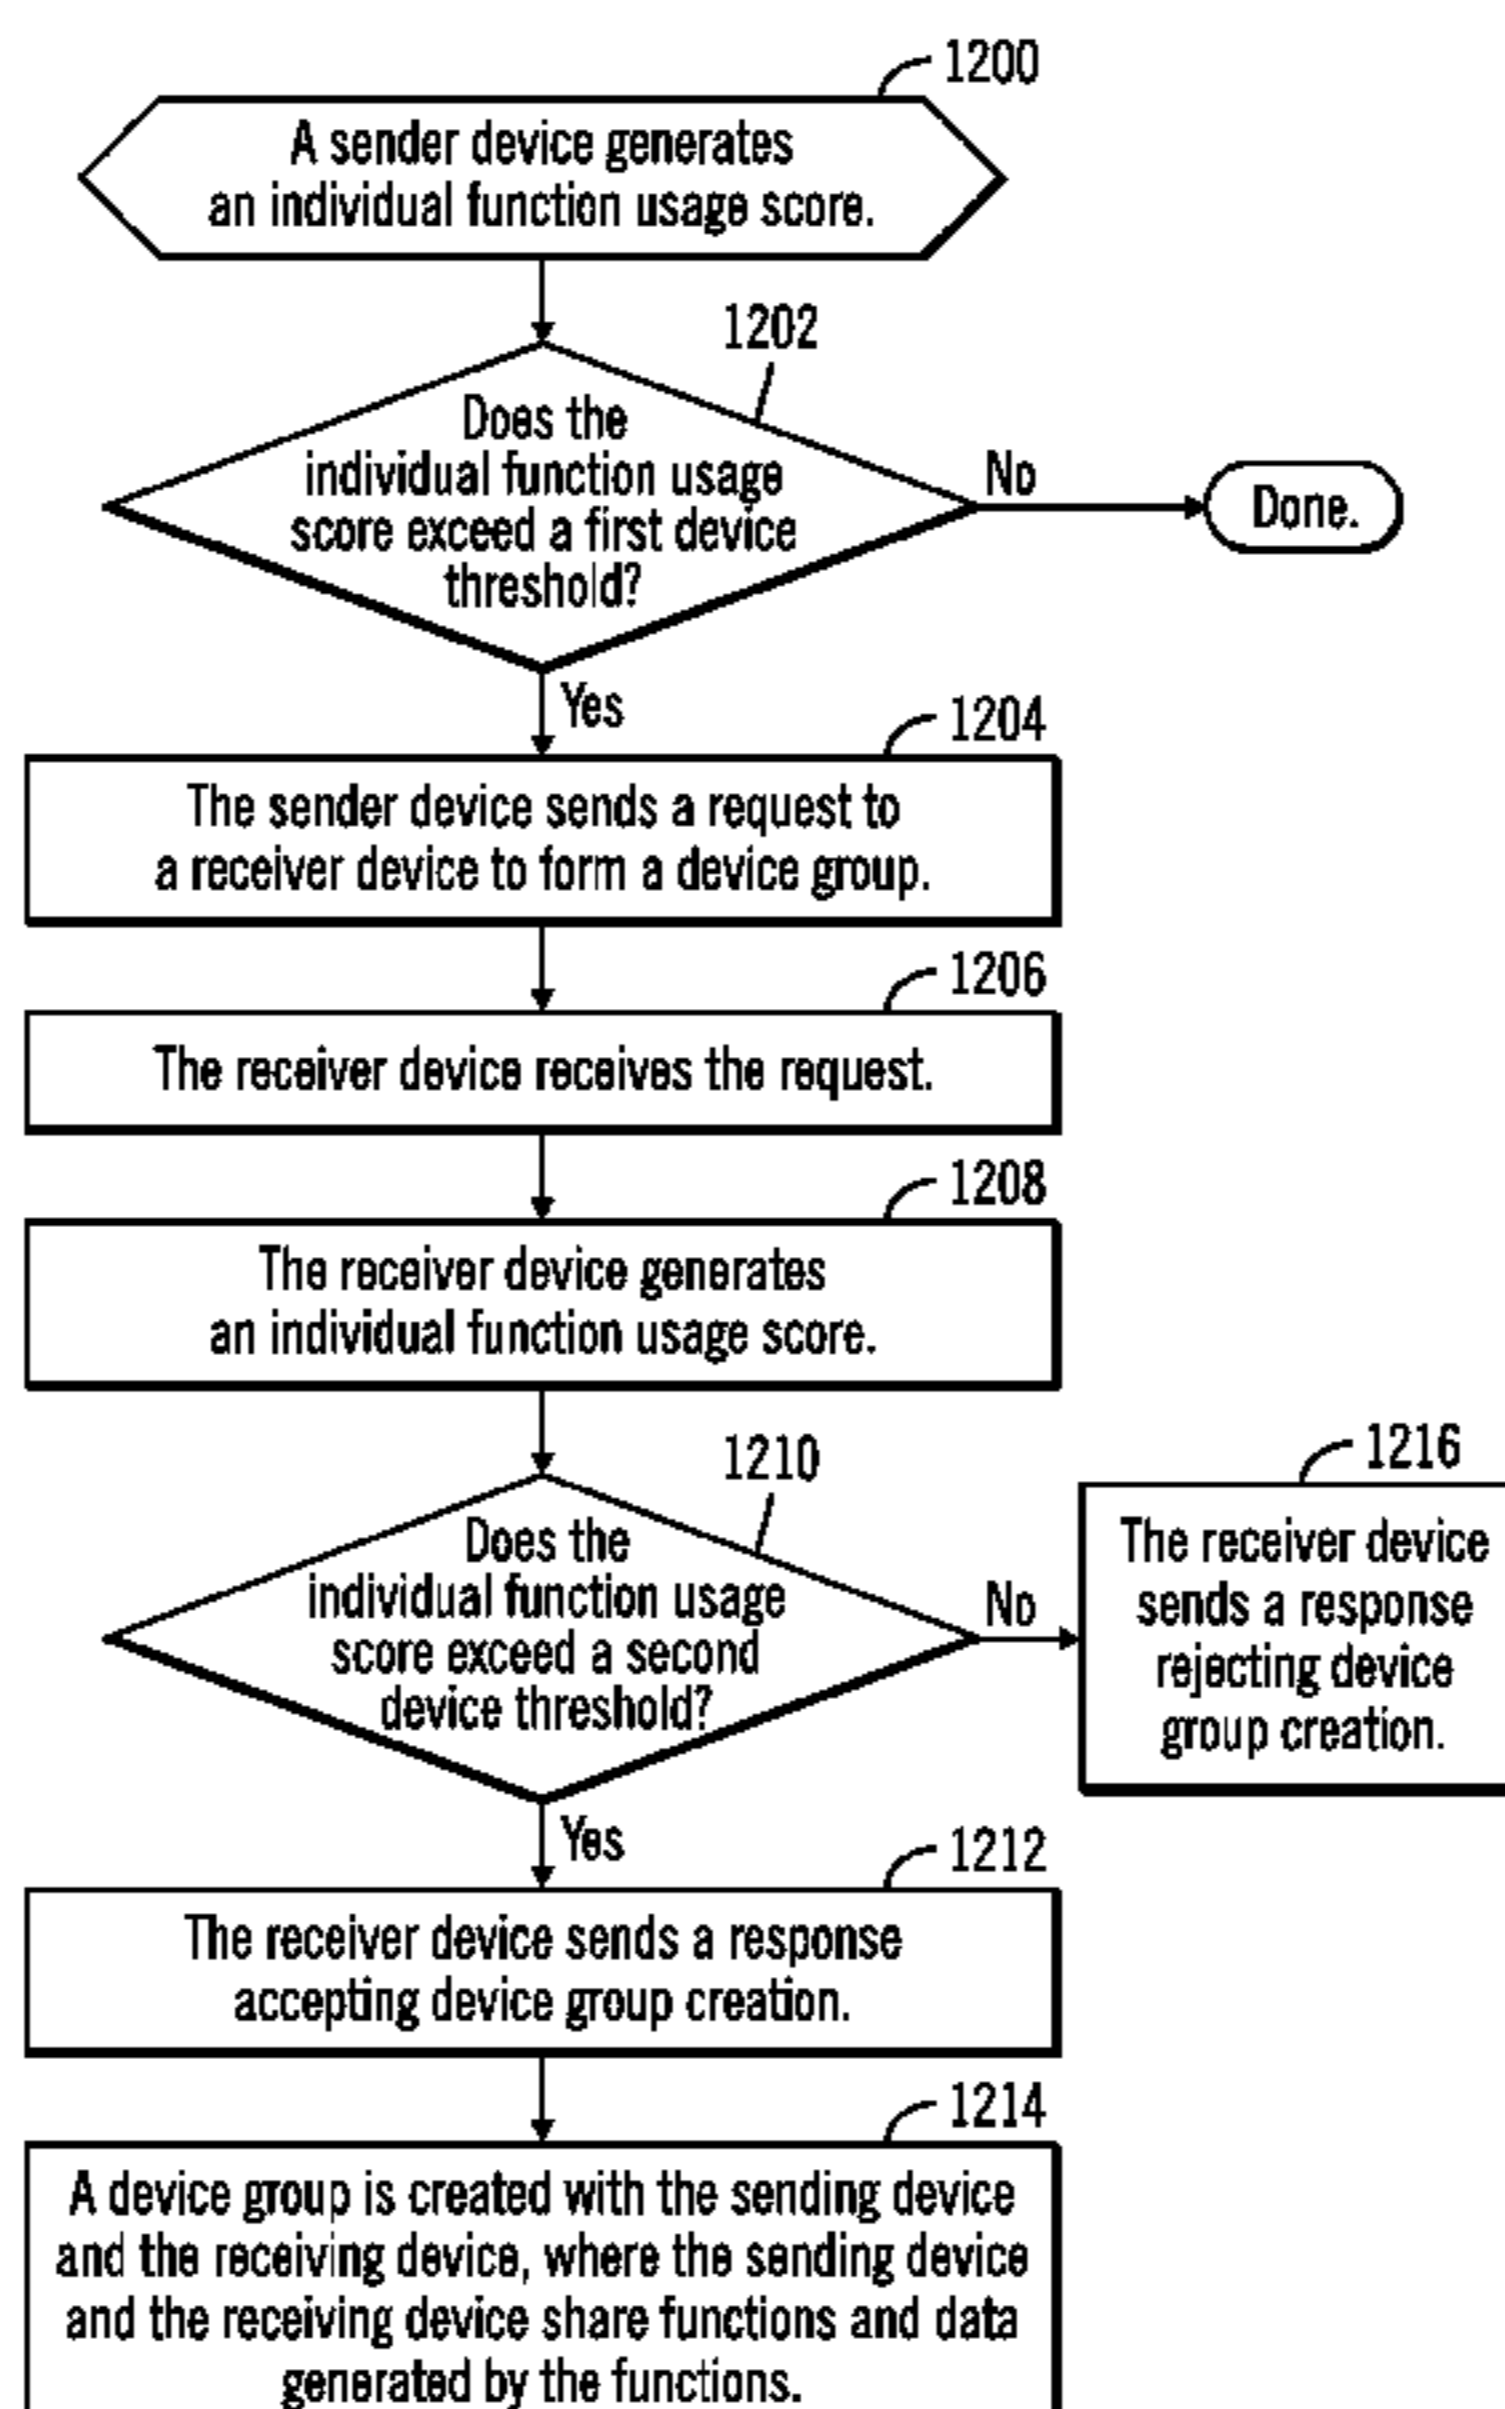 1200
A sender device generates
an individual function usage score.
1202
Does the
individual function usage
score exceed a first device
threshold?
No
Done.
Yes
1204
The sender device sends a request to
a receiver device to form a device group.
1206
The receiver device receives the request.
1208
The receiver device generates
an individual function usage score.
1210
Does the
individual function usage
score exceed a second
device threshold?
No
1216
The receiver device
sends a response
rejecting device
group creation.
Yes
1212
The receiver device sends a response
accepting device group creation.
1214
A device group is created with the sending device
and the receiving device, where the sending device
and the receiving device share functions and data
generated by the functions.